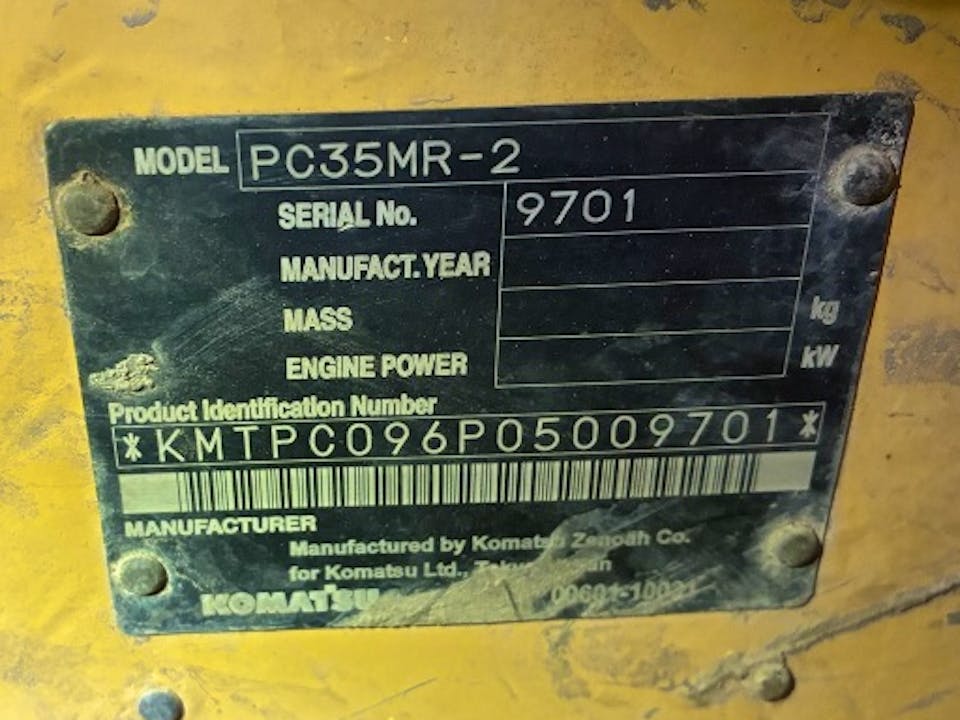 MODEL PC35MR-2
SERIAL No. 9701
MANUFACT. YEAR
MASS kg
ENGINE POWER kW
Product Identification Number
*KMTPC096P05009701*
MANUFACTURER
Manufactured by Komatsu Zenoah Co.
for Komatsu Ltd.,
KOMATSU